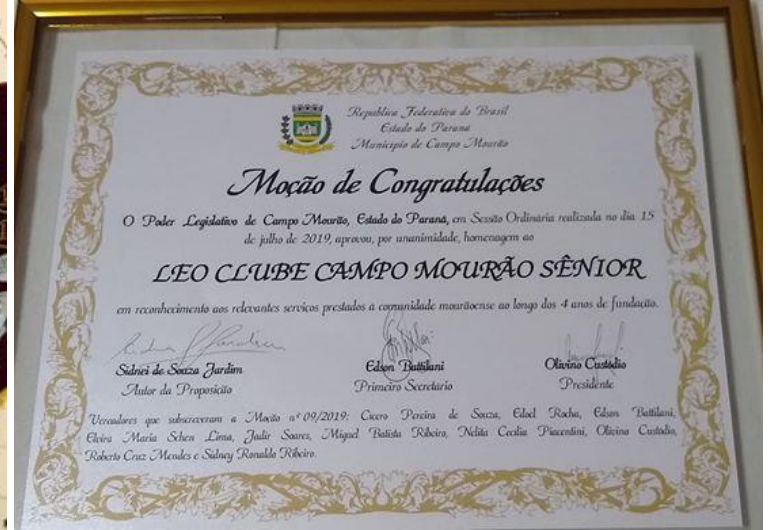 República Federativa do Brasil
Estado do Paraná
Município de Campo Mourão
Moção de Congratulações
O Poder Legislativo de Campo Mourão, Estado do Paraná, em Sessão Ordinária realizada no dia 15
de julho de 2019, aprovou, por unanimidade, homenagem ao
LEO CLUBE CAMPO MOURÃO SÊNIOR
em reconhecimento aos relevantes serviços prestados à comunidade mourãoense ao longo dos 4 anos de fundação.
Sidnei de Souza Jardim
Autor da Proposição
Edson Battilani
Primeiro Secretário
Olivino Custódio
Presidente
Vereadores que subscreveram a Moção nº 09/2019: Cícero Pereira de Souza, Edoel Rocha, Edson Battilani,
Elvira Maria Schen Lima, Jadir Soares, Miguel Batista Ribeiro, Nelita Cecília Piacentini, Olivino Custódio,
Roberto Cruz Mendes e Sidney Ronaldo Ribeiro.